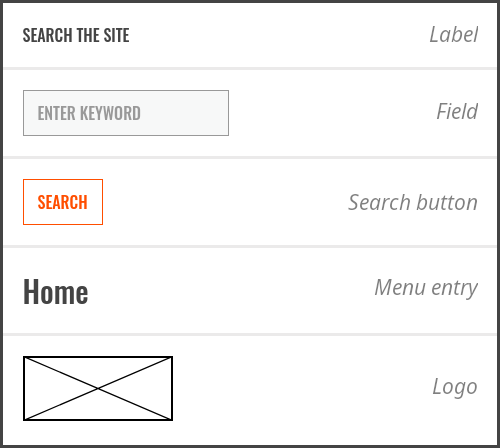 SEARCH THE SITE Label
ENTER KEYWORD Field
SEARCH Search button
Home Menu entry
Logo